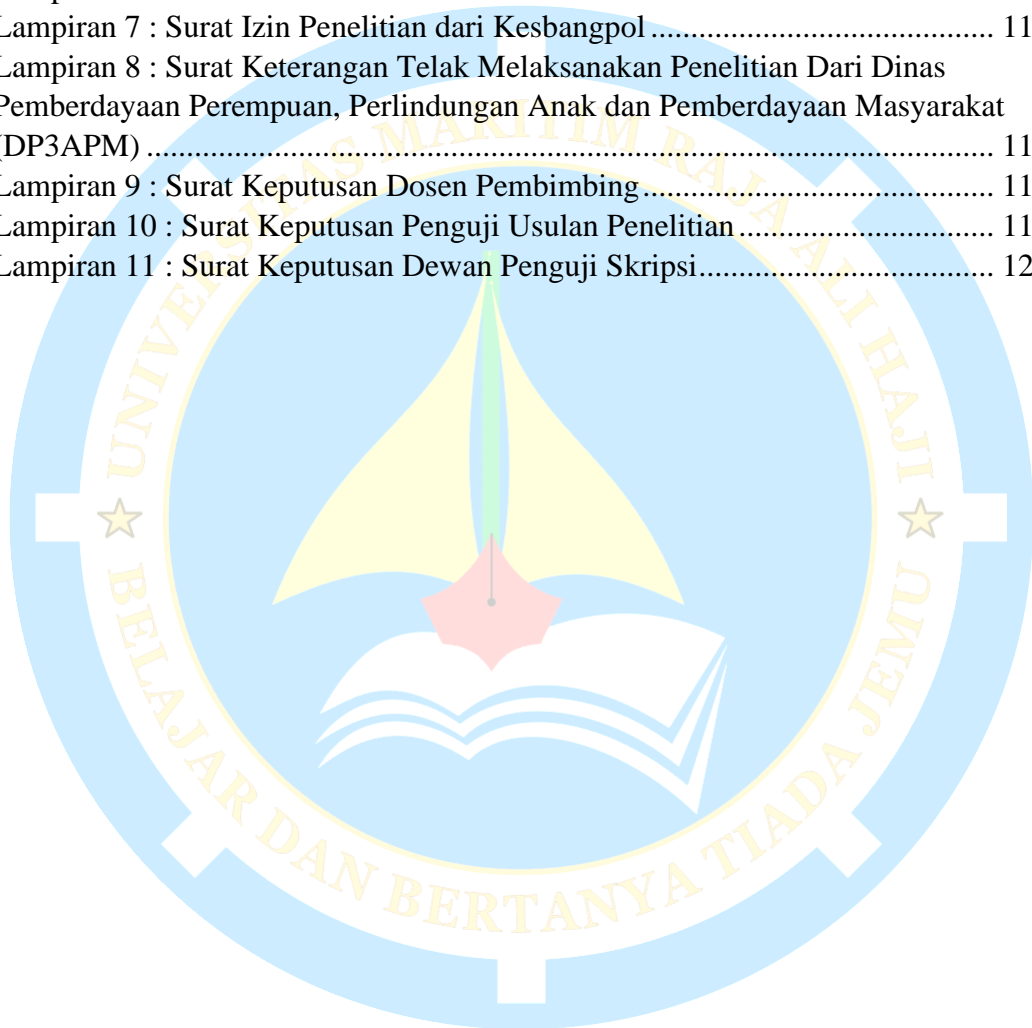 Lampiran 7 : Surat Izin Penelitian dari Kesbangpol ........................................ 11
Lampiran 8 : Surat Keterangan Telak Melaksanakan Penelitian Dari Dinas
Pemberdayaan Perempuan, Perlindungan Anak dan Pemberdayaan Masyarakat
(DP3APM) ........................................................................................................ 11
Lampiran 9 : Surat Keputusan Dosen Pembimbing ........................................... 11
Lampiran 10 : Surat Keputusan Penguji Usulan Penelitian ............................... 11
Lampiran 11 : Surat Keputusan Dewan Penguji Skripsi .................................... 12
UNIVERSITAS MARITIM RAJA ALI HAJI
BELAJAR DAN BERTANYA TIADA JEMU